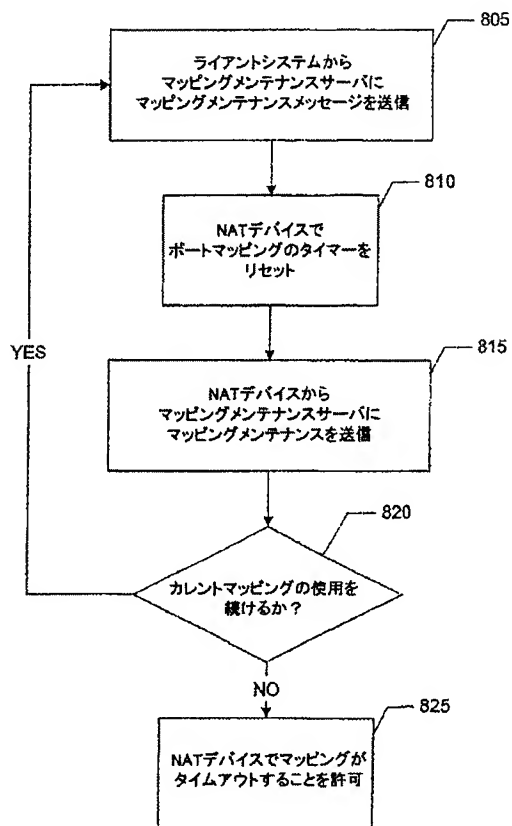 805
ライアントシステムから
マッピングメンテナンスサーバに
マッピングメンテナンスメッセージを送信
810
NATデバイスで
ポートマッピングのタイマーを
リセット
815
YES
NATデバイスから
マッピングメンテナンスサーバに
マッピングメンテナンスを送信
820
カレントマッピングの使用を
続けるか?
NO
825
NATデバイスでマッピングが
タイムアウトすることを許可